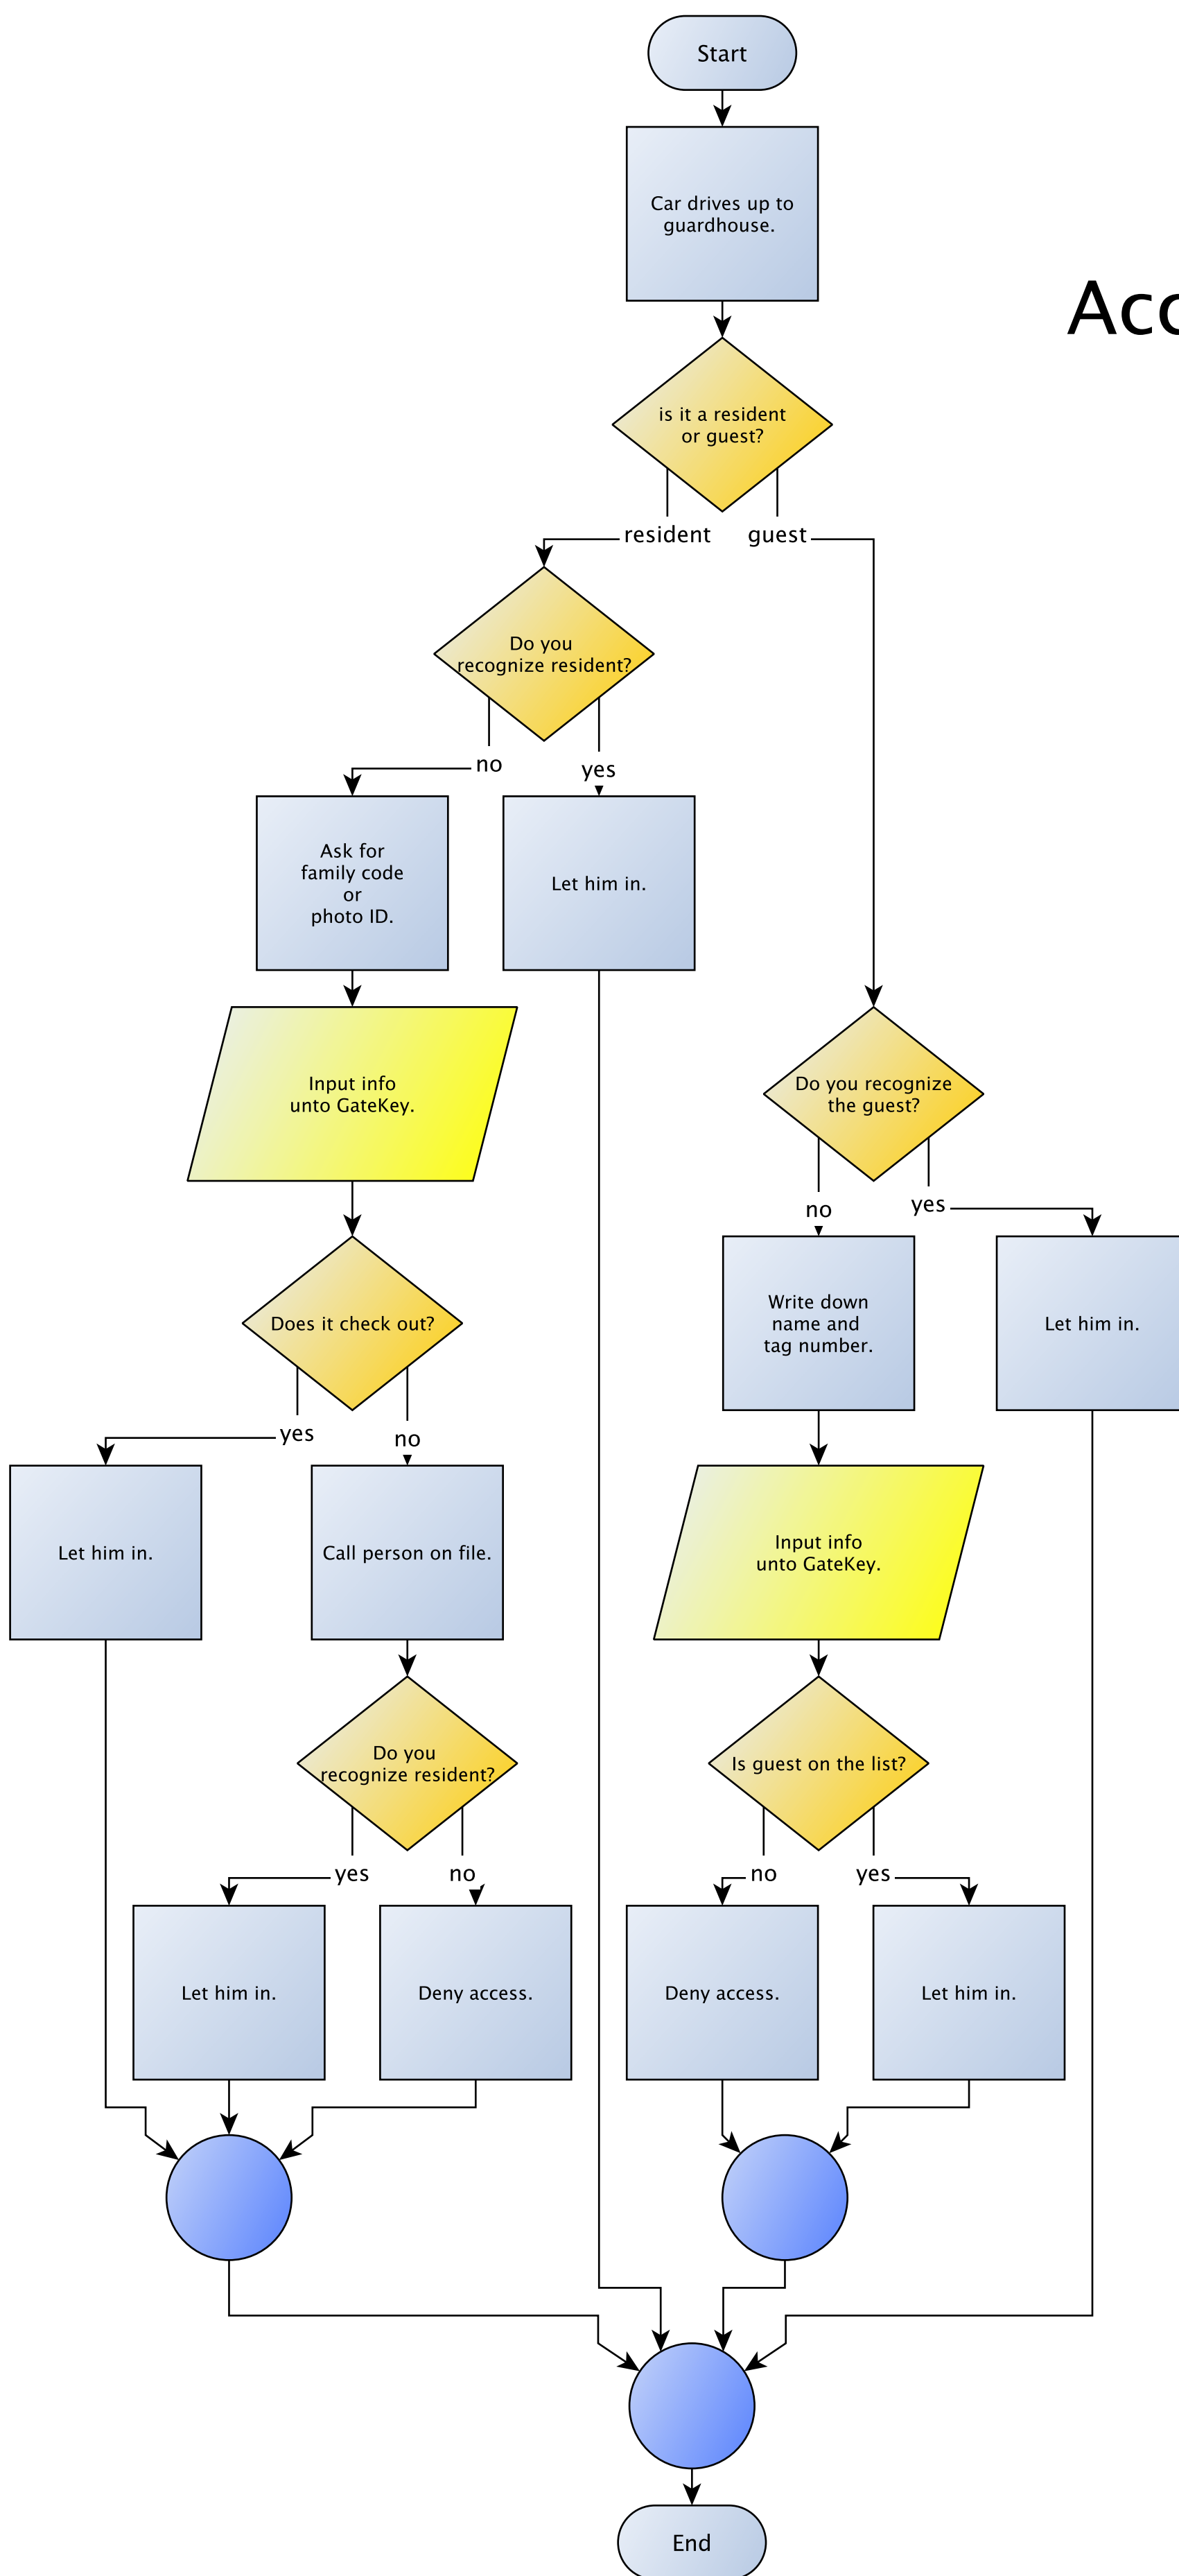 Start
Car drives up to
guardhouse.
Acc
is it a resident
or guest?
resident
guest
Do you
recognize resident?
no
yes
Ask for
family code
or
photo ID.
Let him in.
Input info
unto GateKey.
Do you recognize
the guest?
no
yes
Does it check out?
Write down
name and
tag number.
Let him in.
yes
no
Let him in.
Call person on file.
Input info
unto GateKey.
Do you
recognize resident?
Is guest on the list?
yes
no
no
yes
Let him in.
Deny access.
Deny access.
Let him in.
End